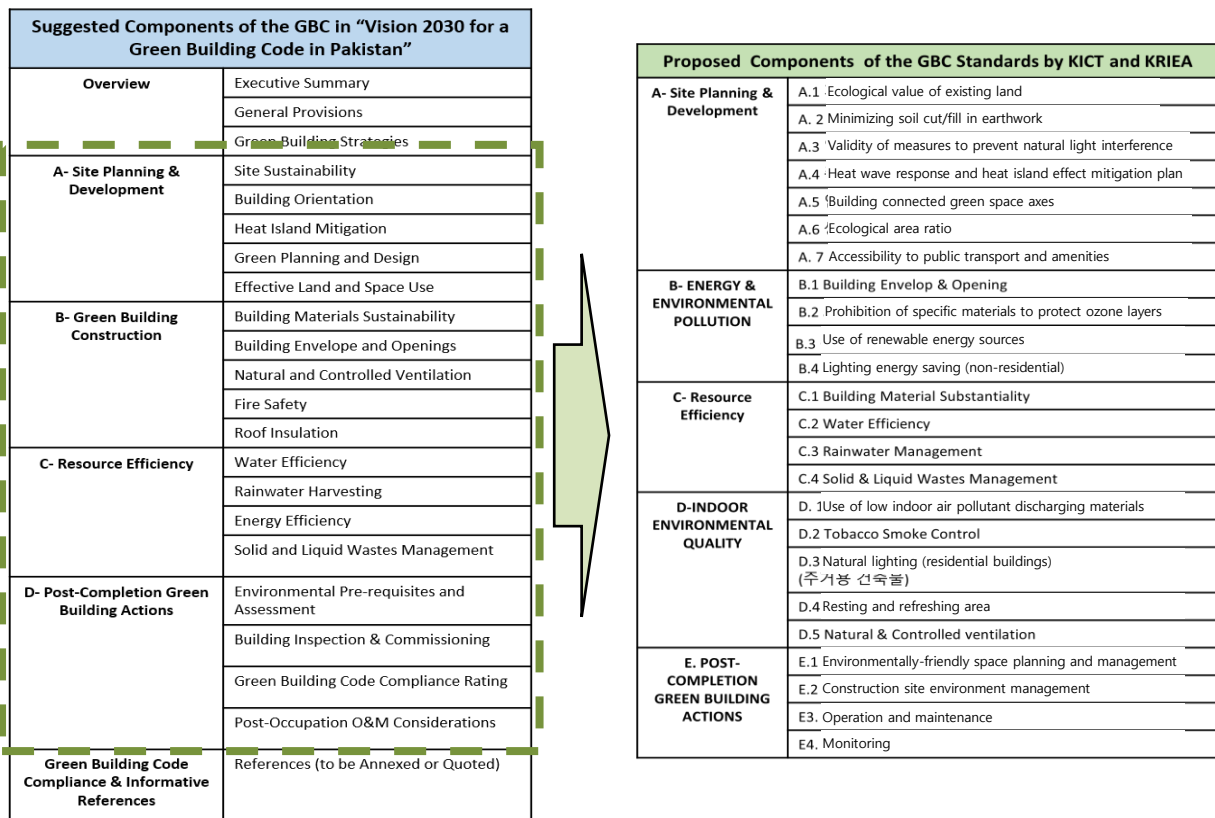 Suggested Components of the GBC in “Vision 2030 for a
Green Building Code in Pakistan”
Overview
Executive Summary
General Provisions
Green Building Strategies
A- Site Planning &
Development
Site Sustainability
Building Orientation
Heat Island Mitigation
Green Planning and Design
Effective Land and Space Use
B- Green Building
Construction
Building Materials Sustainability
Building Envelope and Openings
Natural and Controlled Ventilation
Fire Safety
Roof Insulation
C- Resource Efficiency
Water Efficiency
Rainwater Harvesting
Energy Efficiency
Solid and Liquid Wastes Management
D- Post-Completion Green
Building Actions
Environmental Pre-requisites and
Assessment
Building Inspection & Commissioning
Green Building Code Compliance Rating
Post-Occupation O&M Considerations
Green Building Code
Compliance & Informative
References
References (to be Annexed or Quoted)
Proposed Components of the GBC Standards by KICT and KRIEA
A- Site Planning &
Development
A.1 Ecological value of existing land
A. 2 Minimizing soil cut/fill in earthwork
A.3 Validity of measures to prevent natural light interference
A.4 Heat wave response and heat island effect mitigation plan
A.5 Building connected green space axes
A.6 Ecological area ratio
A. 7 Accessibility to public transport and amenities
B- ENERGY &
ENVIRONMENTAL
POLLUTION
B.1 Building Envelop & Opening
B.2 Prohibition of specific materials to protect ozone layers
B.3 Use of renewable energy sources
B.4 Lighting energy saving (non-residential)
C- Resource
Efficiency
C.1 Building Material Substantiality
C.2 Water Efficiency
C.3 Rainwater Management
C.4 Solid & Liquid Wastes Management
D-INDOOR
ENVIRONMENTAL
QUALITY
D. 1Use of low indoor air pollutant discharging materials
D.2 Tobacco Smoke Control
D.3 Natural lighting (residential buildings)
(주거용 건축물)
D.4 Resting and refreshing area
D.5 Natural & Controlled ventilation
E. POST-
COMPLETION
GREEN BUILDING
ACTIONS
E.1 Environmentally-friendly space planning and management
E.2 Construction site environment management
E3. Operation and maintenance
E4. Monitoring